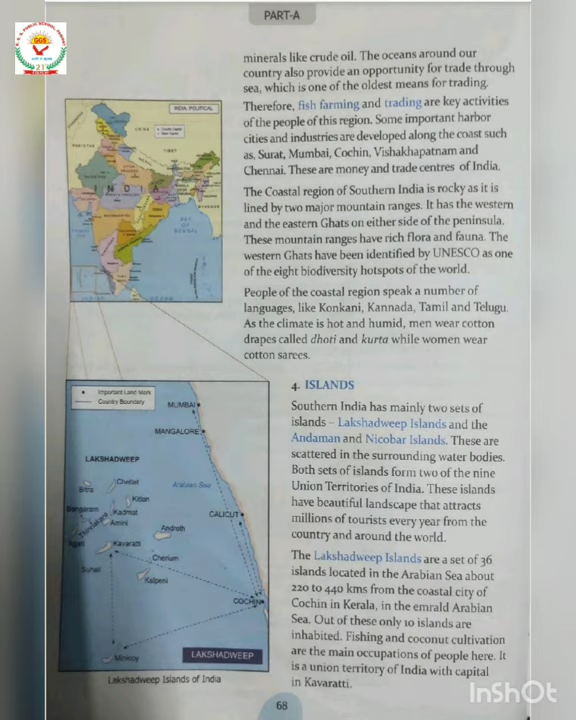 PART-A
GGS
minerals like crude oil. The oceans around our
country also provide an opportunity for trade through
sea, which is one of the oldest means for trading.
Therefore, fish farming and trading are key activities
of the people of this region. Some important harbor
cities and industries are developed along the coast such
as, Surat, Mumbai, Cochin, Vishakhapatnam and
Chennai. These are money and trade centres of India.
The Coastal region of Southern India is rocky as it is
lined by two major mountain ranges. It has the western
and the eastern Ghats on either side of the peninsula.
These mountain ranges have rich flora and fauna. The
western Ghats have been identified by UNESCO as one
of the eight biodiversity hotspots of the world.
People of the coastal region speak a number of
languages, like Konkani, Kannada, Tamil and Telugu.
As the climate is hot and humid, men wear cotton
drapes called dhoti and kurta while women wear
cotton sarees.
INDIA: POLITICAL
CHINA
TIBET
PAKISTAN
NEPAL
INDIA
BAY
OF
BENGAL
MYANMAR
INDIAN OCEAN
4. ISLANDS
Southern India has mainly two sets of
islands – Lakshadweep Islands and the
Andaman and Nicobar Islands. These are
scattered in the surrounding water bodies.
Both sets of islands form two of the nine
Union Territories of India. These islands
have beautiful landscape that attracts
millions of tourists every year from the
country and around the world.
The Lakshadweep Islands are a set of 36
islands located in the Arabian Sea about
220 to 440 kms from the coastal city of
Cochin in Kerala, in the emrald Arabian
Sea. Out of these only 10 islands are
inhabited. Fishing and coconut cultivation
are the main occupations of people here. It
is a union territory of India with capital
in Kavaratti.
Important Land Mark
Country Boundary
MUMBAI
MANGALORE
LAKSHADWEEP
Arabian Sea
Bitra
Chetlat
Kiltan
Bangaram
Kadmat
Thinnakara
Amini
CALICUT
Agatti
Kavaratti
Androth
Cherium
Suhali
Kalpeni
COCHIN
Minicoy
LAKSHADWEEP
Lakshadweep Islands of India
68
InShOt